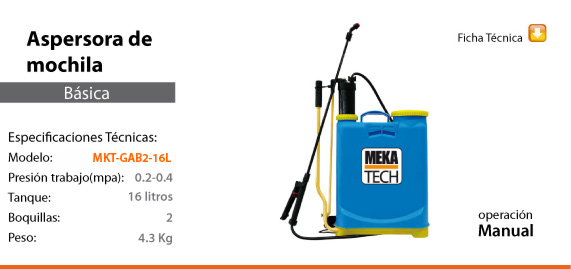 Aspersora de
mochila
Básica
Ficha Técnica
Especificaciones Técnicas:
Modelo: MKT-GAB2-16L
Presión trabajo(mpa): 0.2-0.4
Tanque: 16 litros
Boquillas: 2
Peso: 4.3 Kg
MEKA
TECH
operación
Manual